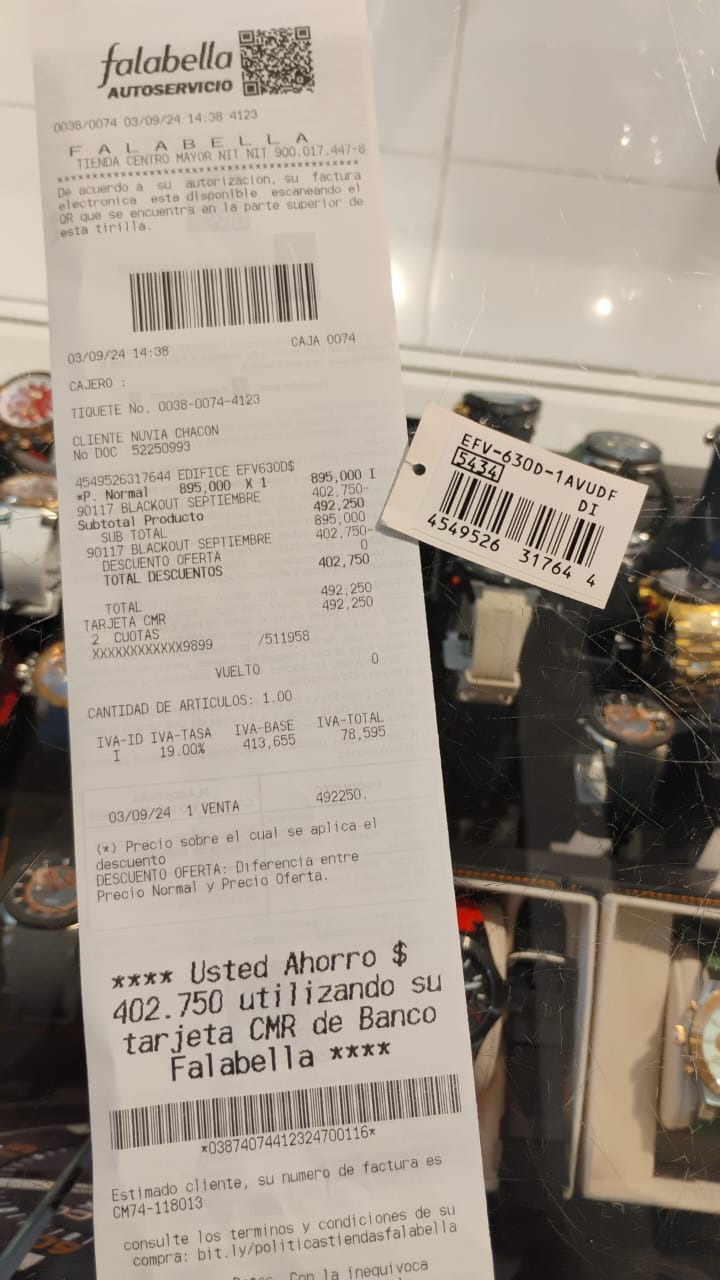 falabella
AUTOSERVICIO
0038/0074 03/09/24 14:38 4123
F A L A B E L L A
TIENDA CENTRO MAYOR NIT NIT 900.017.447-8
*****************************************
De acuerdo a su autorizacion, su factura
electronica esta disponible escaneando el
QR que se encuentra en la parte superior de
esta tirilla.
03/09/24 14:38 CAJA 0074
CAJERO :
TIQUETE No. 0038-0074-4123
CLIENTE NUVIA CHACON
No DOC 52250993
4549526317644 EDIFICE EFV630D$
*P. Normal 895,000 X 1 895,000 I
90117 BLACKOUT SEPTIEMBRE 402,750-
Subtotal Producto 492,250
SUB TOTAL 895,000
90117 BLACKOUT SEPTIEMBRE 402,750-
DESCUENTO OFERTA 0
TOTAL DESCUENTOS 402,750
TOTAL 492,250
TARJETA CMR 492,250
2 CUOTAS
XXXXXXXXXXXX9899 /511958
VUELTO 0
CANTIDAD DE ARTICULOS: 1.00
IVA-ID IVA-TASA IVA-BASE IVA-TOTAL
I 19.00% 413,655 78,595
03/09/24 1 VENTA 492250.
(*) Precio sobre el cual se aplica el
descuento
DESCUENTO OFERTA: Diferencia entre
Precio Normal y Precio Oferta.
**** Usted Ahorro $
402.750 utilizando su
tarjeta CMR de Banco
Falabella ****
*03874074412324700116*
Estimado cliente, su numero de factura es
CM74-118013
consulte los terminos y condiciones de su
compra: bit.ly/politicastiendasfalabella
Con la inequivoca
EFV-630D-1AVUDF
5434 DI
4549526 31764 4